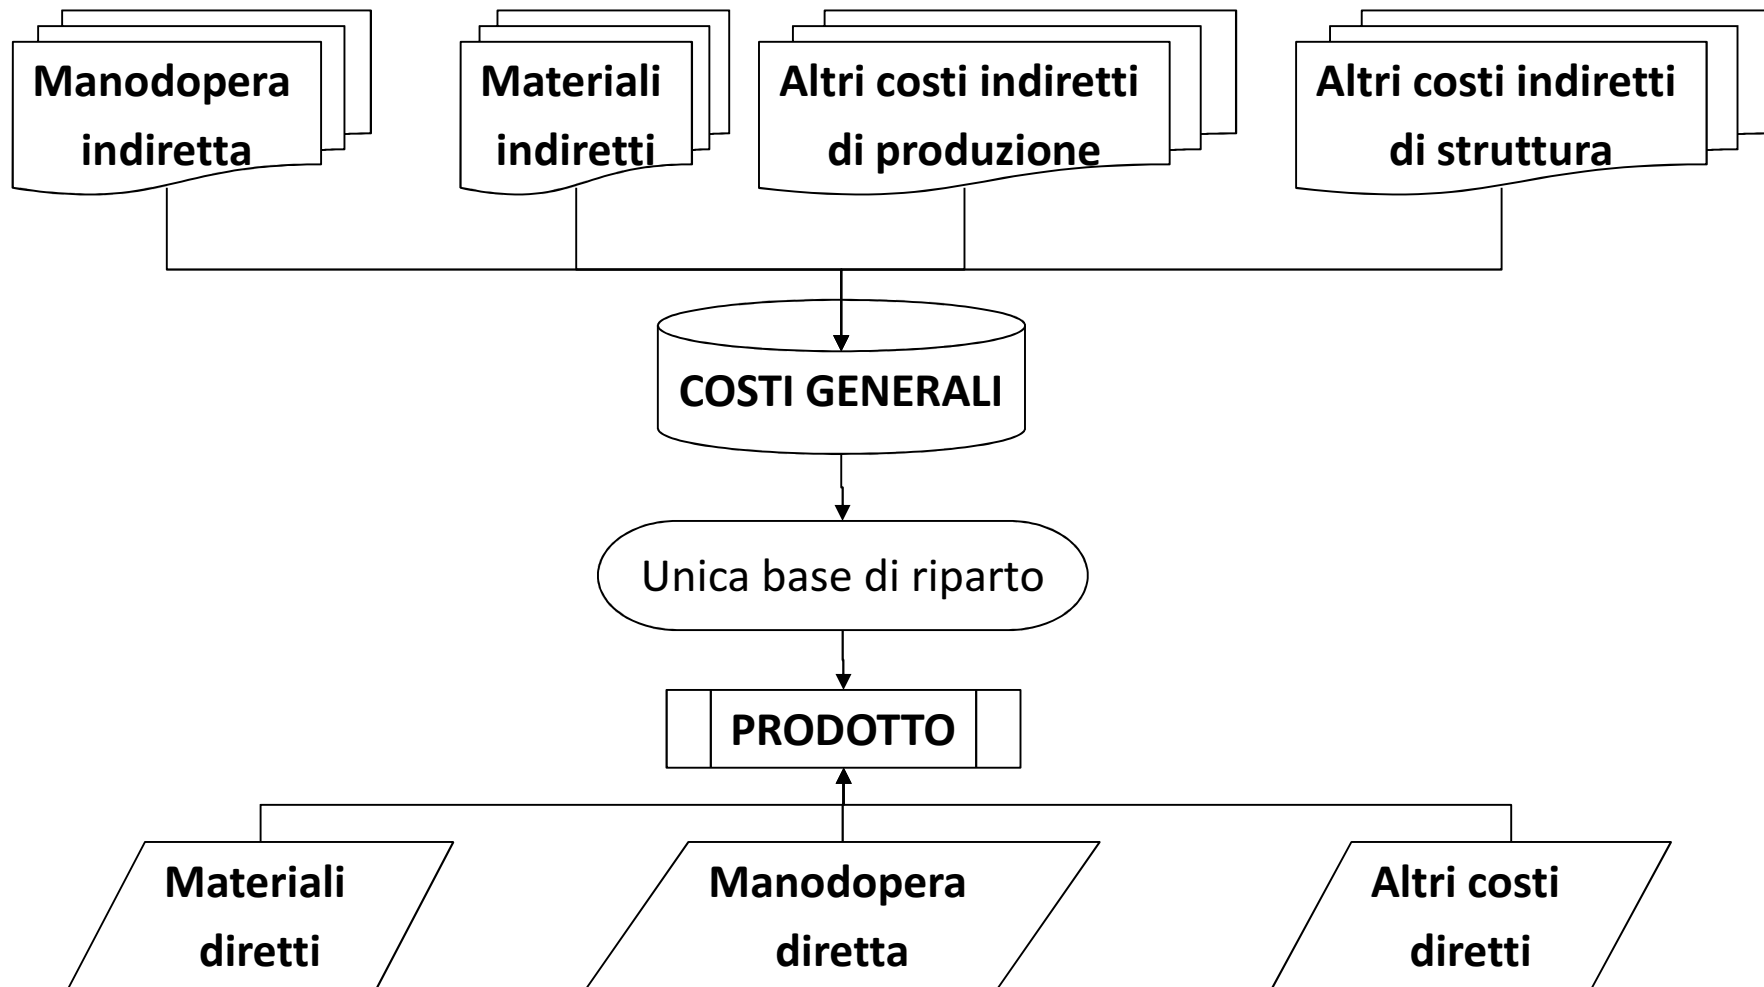 Manodopera
indiretta
Materiali
indiretti
Altri costi indiretti
di produzione
Altri costi indiretti
di struttura
COSTI GENERALI
Unica base di riparto
PRODOTTO
Materiali
diretti
Manodopera
diretta
Altri costi
diretti